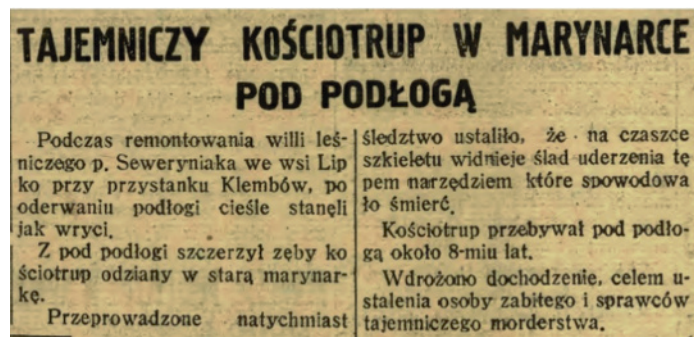 TAJEMNICZY KOŚCIOTRUP W MARYNARCE
POD PODŁOGĄ
Podczas remontowania willi leś-
niczego p. Seweryniaka we wsi Lip
ko przy przystanku Klembów, po
oderwaniu podłogi cieśle stanęli
jak wryci.
Z pod podłogi szczerzył zęby ko
ściotrup odziany w starą marynar-
kę.
Przeprowadzone natychmiast
śledztwo ustaliło, że na czaszce
szkieletu widnieje ślad uderzenia tę
pem narzędziem które spowodowa
ło śmierć.
Kościotrup przebywał pod podło-
gą około 8-miu lat.
Wdrożono dochodzenie, celem u-
stalenia osoby zabitego i sprawców
tajemniczego morderstwa.